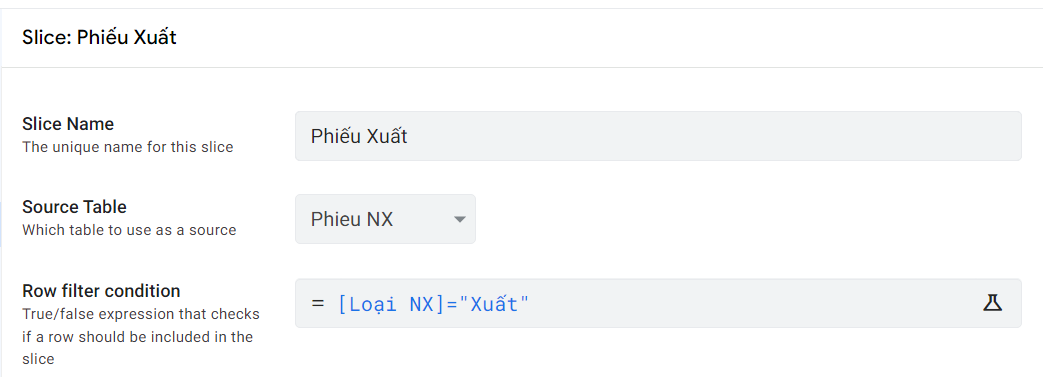 Slice: Phiếu Xuất
Slice Name
The unique name for this slice
Phiếu Xuất
Source Table
Which table to use as a source
Phieu NX
Row filter condition
True/false expression that checks
if a row should be included in the
slice
= [Loại NX]="Xuất"